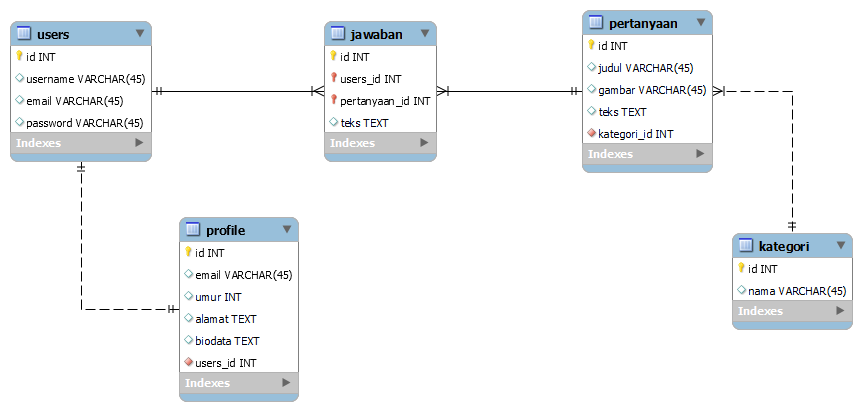 users
id INT
username VARCHAR(45)
email VARCHAR(45)
password VARCHAR(45)
Indexes
jawaban
id INT
users_id INT
pertanyaan_id INT
teks TEXT
Indexes
pertanyaan
id INT
judul VARCHAR(45)
gambar VARCHAR(45)
teks TEXT
kategori_id INT
Indexes
profile
id INT
email VARCHAR(45)
umur INT
alamat TEXT
biodata TEXT
users_id INT
Indexes
kategori
id INT
nama VARCHAR(45)
Indexes